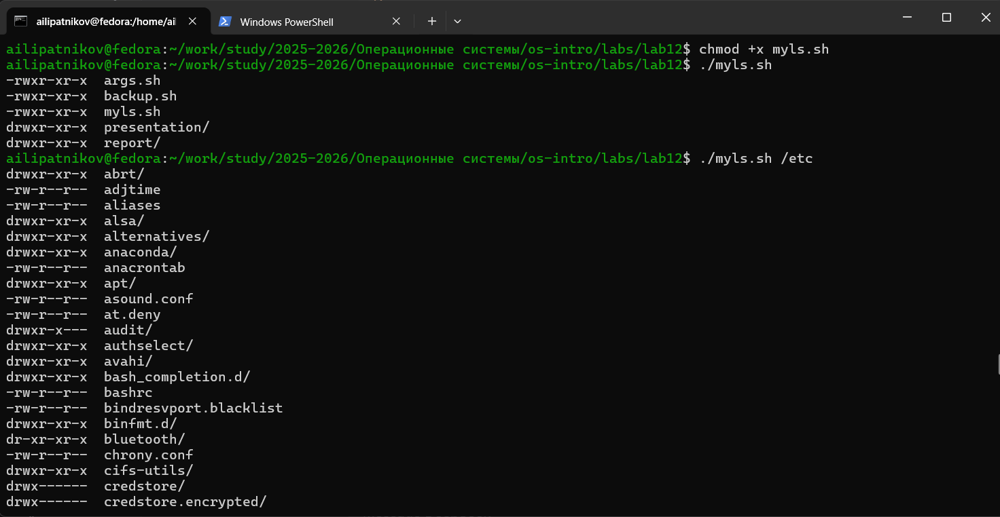 ailipatnikov@fedora:/home/ail
Windows PowerShell
ailipatnikov@fedora:~/work/study/2025-2026/Операционные системы/os-intro/labs/lab12$ chmod +x myls.sh
ailipatnikov@fedora:~/work/study/2025-2026/Операционные системы/os-intro/labs/lab12$ ./myls.sh
-rwxr-xr-x  args.sh
-rwxr-xr-x  backup.sh
-rwxr-xr-x  myls.sh
drwxr-xr-x  presentation/
drwxr-xr-x  report/
ailipatnikov@fedora:~/work/study/2025-2026/Операционные системы/os-intro/labs/lab12$ ./myls.sh /etc
drwxr-xr-x  abrt/
-rw-r--r--  adjtime
-rw-r--r--  aliases
drwxr-xr-x  alsa/
drwxr-xr-x  alternatives/
drwxr-xr-x  anaconda/
-rw-r--r--  anacrontab
drwxr-xr-x  apt/
-rw-r--r--  asound.conf
-rw-r--r--  at.deny
drwxr-x---  audit/
drwxr-xr-x  authselect/
drwxr-xr-x  avahi/
drwxr-xr-x  bash_completion.d/
-rw-r--r--  bashrc
-rw-r--r--  bindresvport.blacklist
drwxr-xr-x  binfmt.d/
dr-xr-xr-x  bluetooth/
-rw-r--r--  chrony.conf
drwxr-xr-x  cifs-utils/
drwx------  credstore/
drwx------  credstore.encrypted/